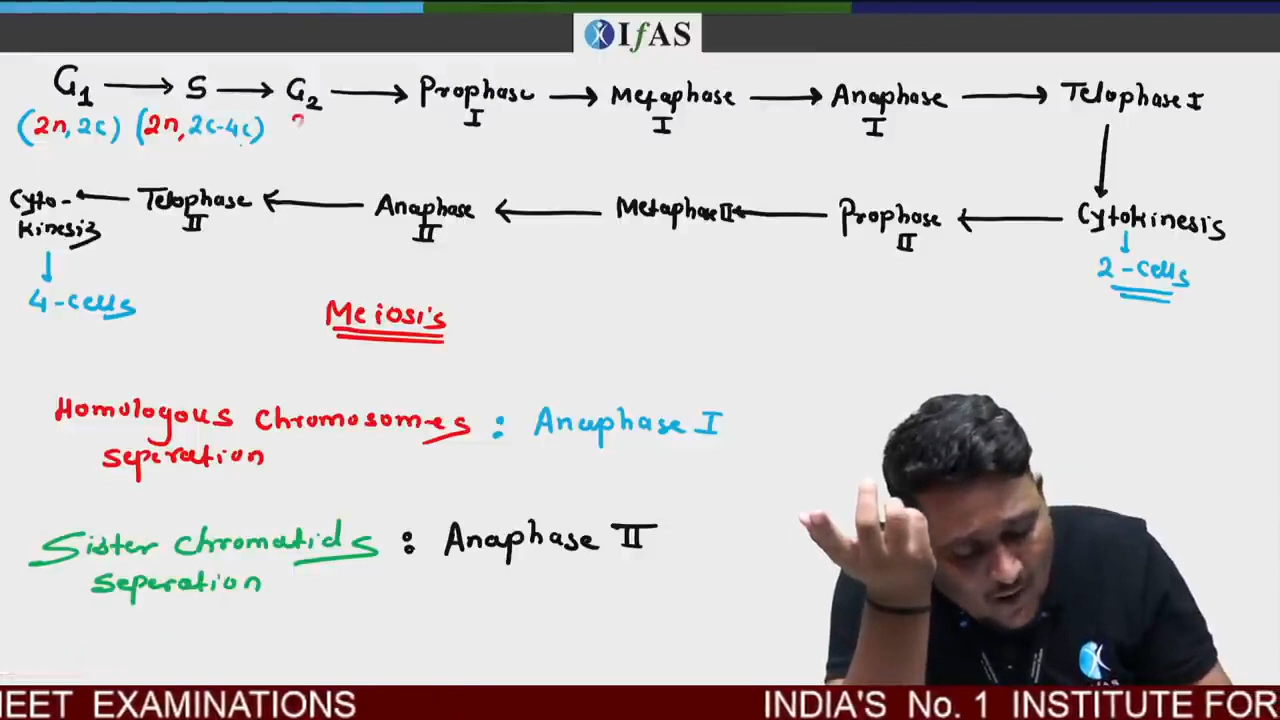 IfAS
G1 → S → G2 → Prophase I → Metaphase I → Anaphase I → Telophase I
(2n, 2c) (2n, 2c-4c)
Cyto-kinesis ← Telophase II ← Anaphase II ← Metaphase II ← Prophase II ← Cytokinesis
4-cells
2-cells
Meiosis
Homologous chromosomes : Anaphase I
seperation
Sister chromatids : Anaphase II
seperation
NEET EXAMINATIONS INDIA'S No. 1 INSTITUTE FOR